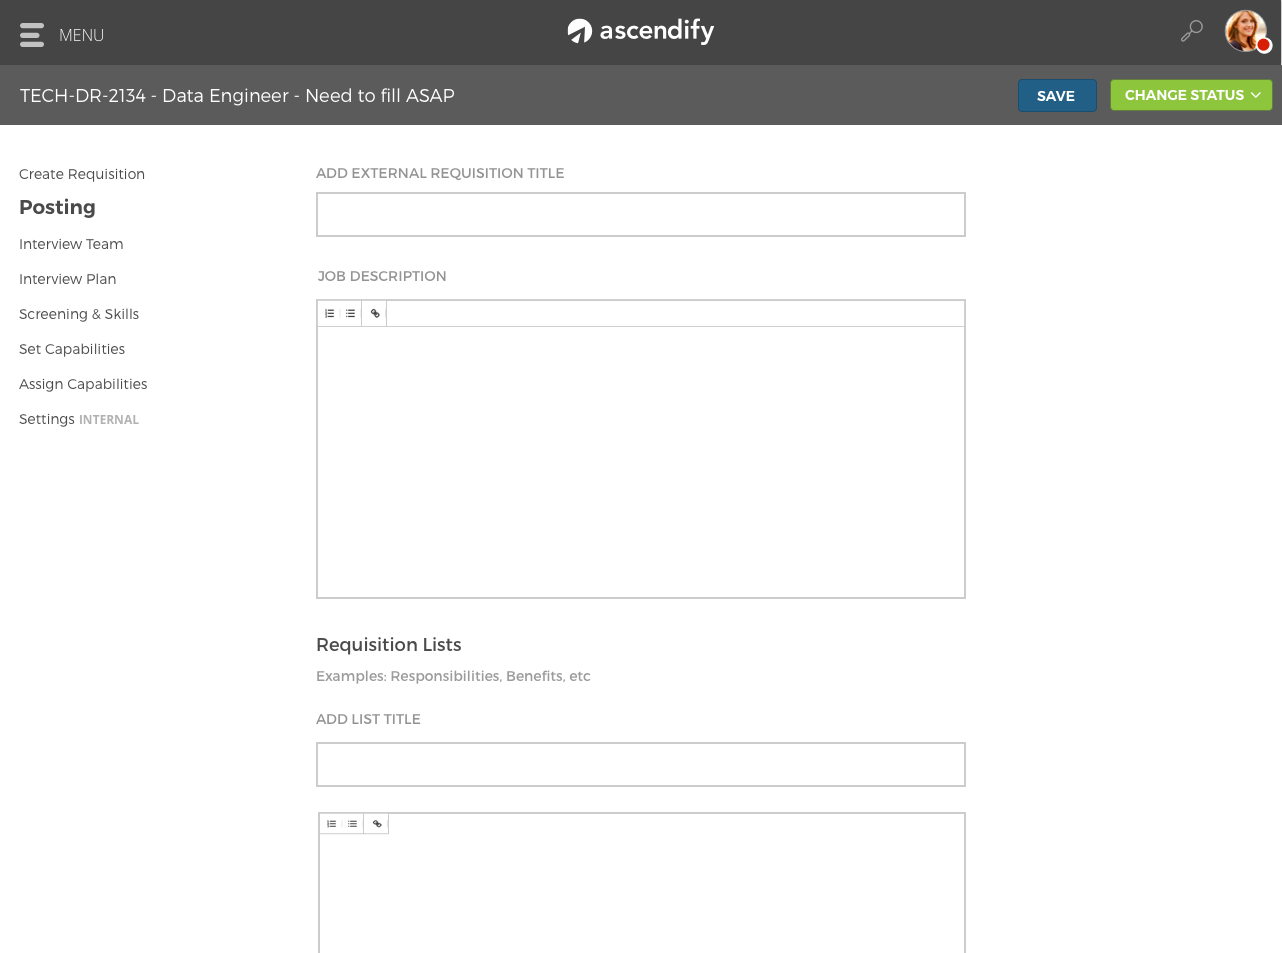 MENU
ascendify
TECH-DR-2134 - Data Engineer - Need to fill ASAP
SAVE
CHANGE STATUS
Create Requisition
Posting
Interview Team
Interview Plan
Screening & Skills
Set Capabilities
Assign Capabilities
Settings INTERNAL
ADD EXTERNAL REQUISITION TITLE
JOB DESCRIPTION
Requisition Lists
Examples: Responsibilities, Benefits, etc
ADD LIST TITLE